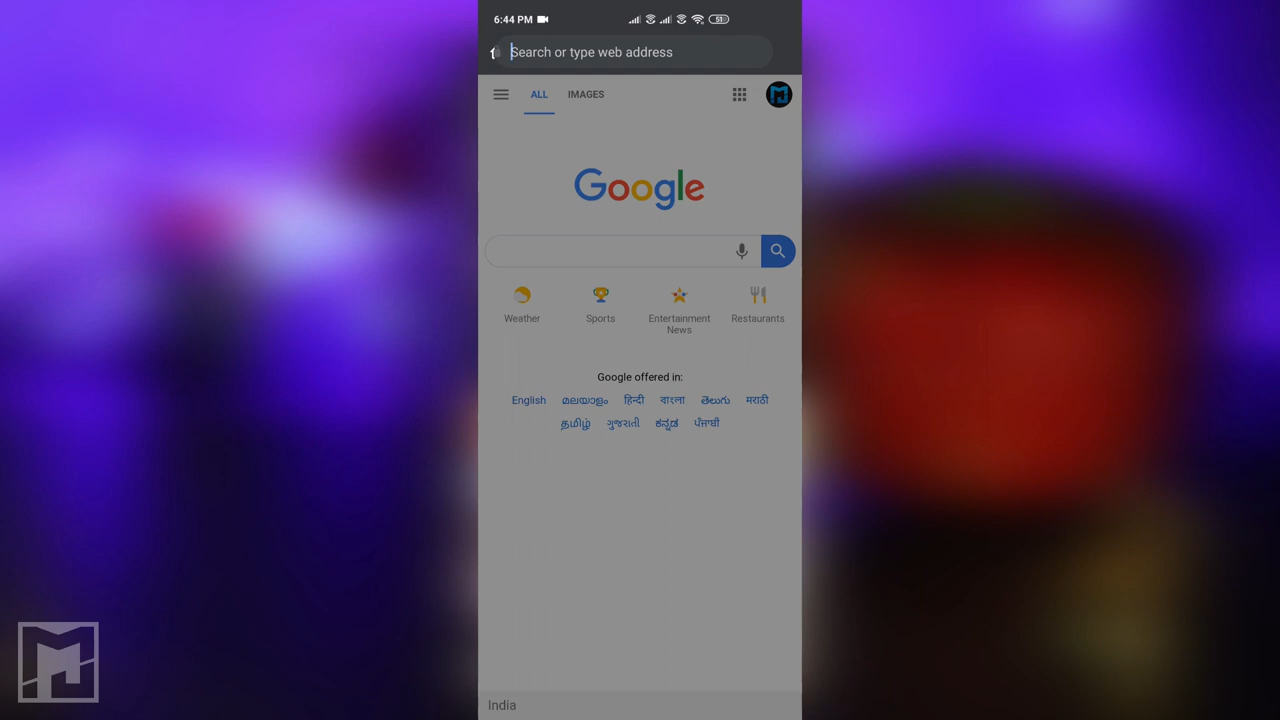 6:44 PM
51
Search or type web address
ALL IMAGES
Google
Weather Sports Entertainment News Restaurants
Google offered in:
English മലയാളം हिन्दी বাংলা తెలుగు मराठी
தமிழ் ગુજરાતી ಕನ್ನಡ ਪੰਜਾਬੀ
India